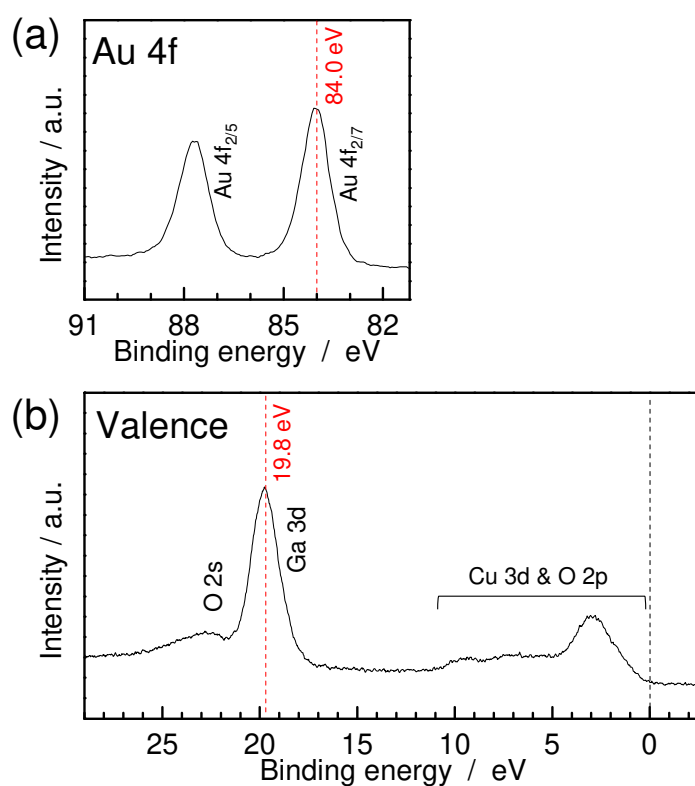 (a)
Au 4f
84.0 eV
Au 4f2/5
Au 4f2/7
Intensity / a.u.
91 88 84 82
Binding energy / eV
(b)
Valence
19.8 eV
Ga 3d
O 2s
Cu 3d & O 2p
Intensity / a.u.
25 20 15 10 5 0
Binding energy / eV